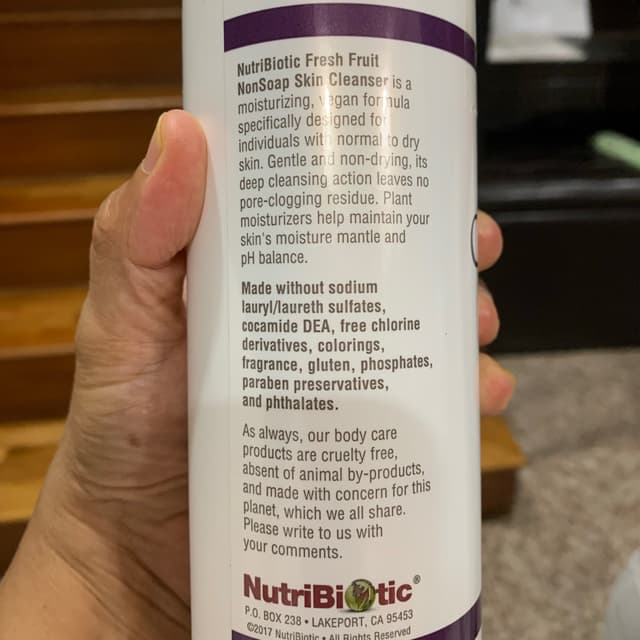 NutriBiotic Fresh Fruit
NonSoap Skin Cleanser is a
moisturizing, vegan formula
specifically designed for
individuals with normal to dry
skin. Gentle and non-drying, its
deep cleansing action leaves no
pore-clogging residue. Plant
moisturizers help maintain your
skin's moisture mantle and
pH balance.
Made without sodium
lauryl/laureth sulfates,
cocamide DEA, free chlorine
derivatives, colorings,
fragrance, gluten, phosphates,
paraben preservatives,
and phthalates.
As always, our body care
products are cruelty free,
absent of animal by-products,
and made with concern for this
planet, which we all share.
Please write to us with
your comments.
NutriBiotic®
P.O. BOX 238 • LAKEPORT, CA 95453
©2017 NutriBiotic • All Rights Reserved